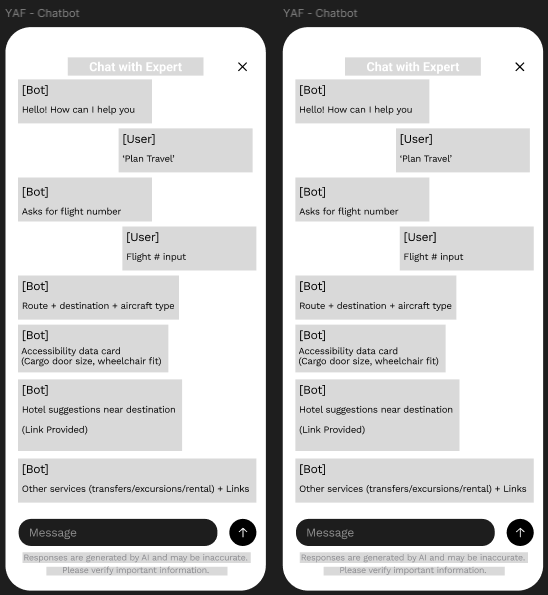 YAF - Chatbot
Chat with Expert
[Bot]
Hello! How can I help you
[User]
‘Plan Travel’
[Bot]
Asks for flight number
[User]
Flight # input
[Bot]
Route + destination + aircraft type
[Bot]
Accessibility data card
(Cargo door size, wheelchair fit)
[Bot]
Hotel suggestions near destination
(Link Provided)
[Bot]
Other services (transfers/excursions/rental) + Links
Message
Responses are generated by AI and may be inaccurate.
Please verify important information.
YAF - Chatbot
Chat with Expert
[Bot]
Hello! How can I help you
[User]
‘Plan Travel’
[Bot]
Asks for flight number
[User]
Flight # input
[Bot]
Route + destination + aircraft type
[Bot]
Accessibility data card
(Cargo door size, wheelchair fit)
[Bot]
Hotel suggestions near destination
(Link Provided)
[Bot]
Other services (transfers/excursions/rental) + Links
Message
Responses are generated by AI and may be inaccurate.
Please verify important information.